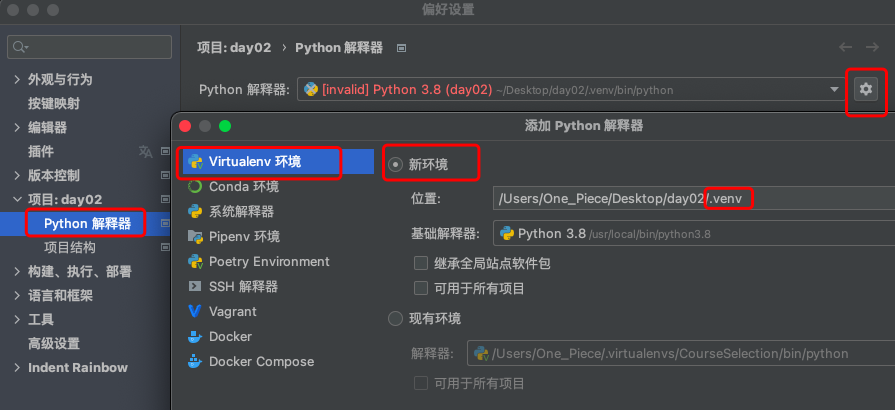 偏好设置
项目: day02 › Python 解释器
Python 解释器: [invalid] Python 3.8 (day02) ~/Desktop/day02/.venv/bin/python
外观与行为
按键映射
编辑器
插件
版本控制
项目: day02
Python 解释器
项目结构
构建、执行、部署
语言和框架
工具
高级设置
Indent Rainbow
添加 Python 解释器
Virtualenv 环境
Conda 环境
系统解释器
Pipenv 环境
Poetry Environment
SSH 解释器
Vagrant
Docker
Docker Compose
新环境
位置: /Users/One_Piece/Desktop/day02/.venv
基础解释器: Python 3.8 /usr/local/bin/python3.8
继承全局站点软件包
可用于所有项目
现有环境
解释器: /Users/One_Piece/.virtualenvs/CourseSelection/bin/python
可用于所有项目